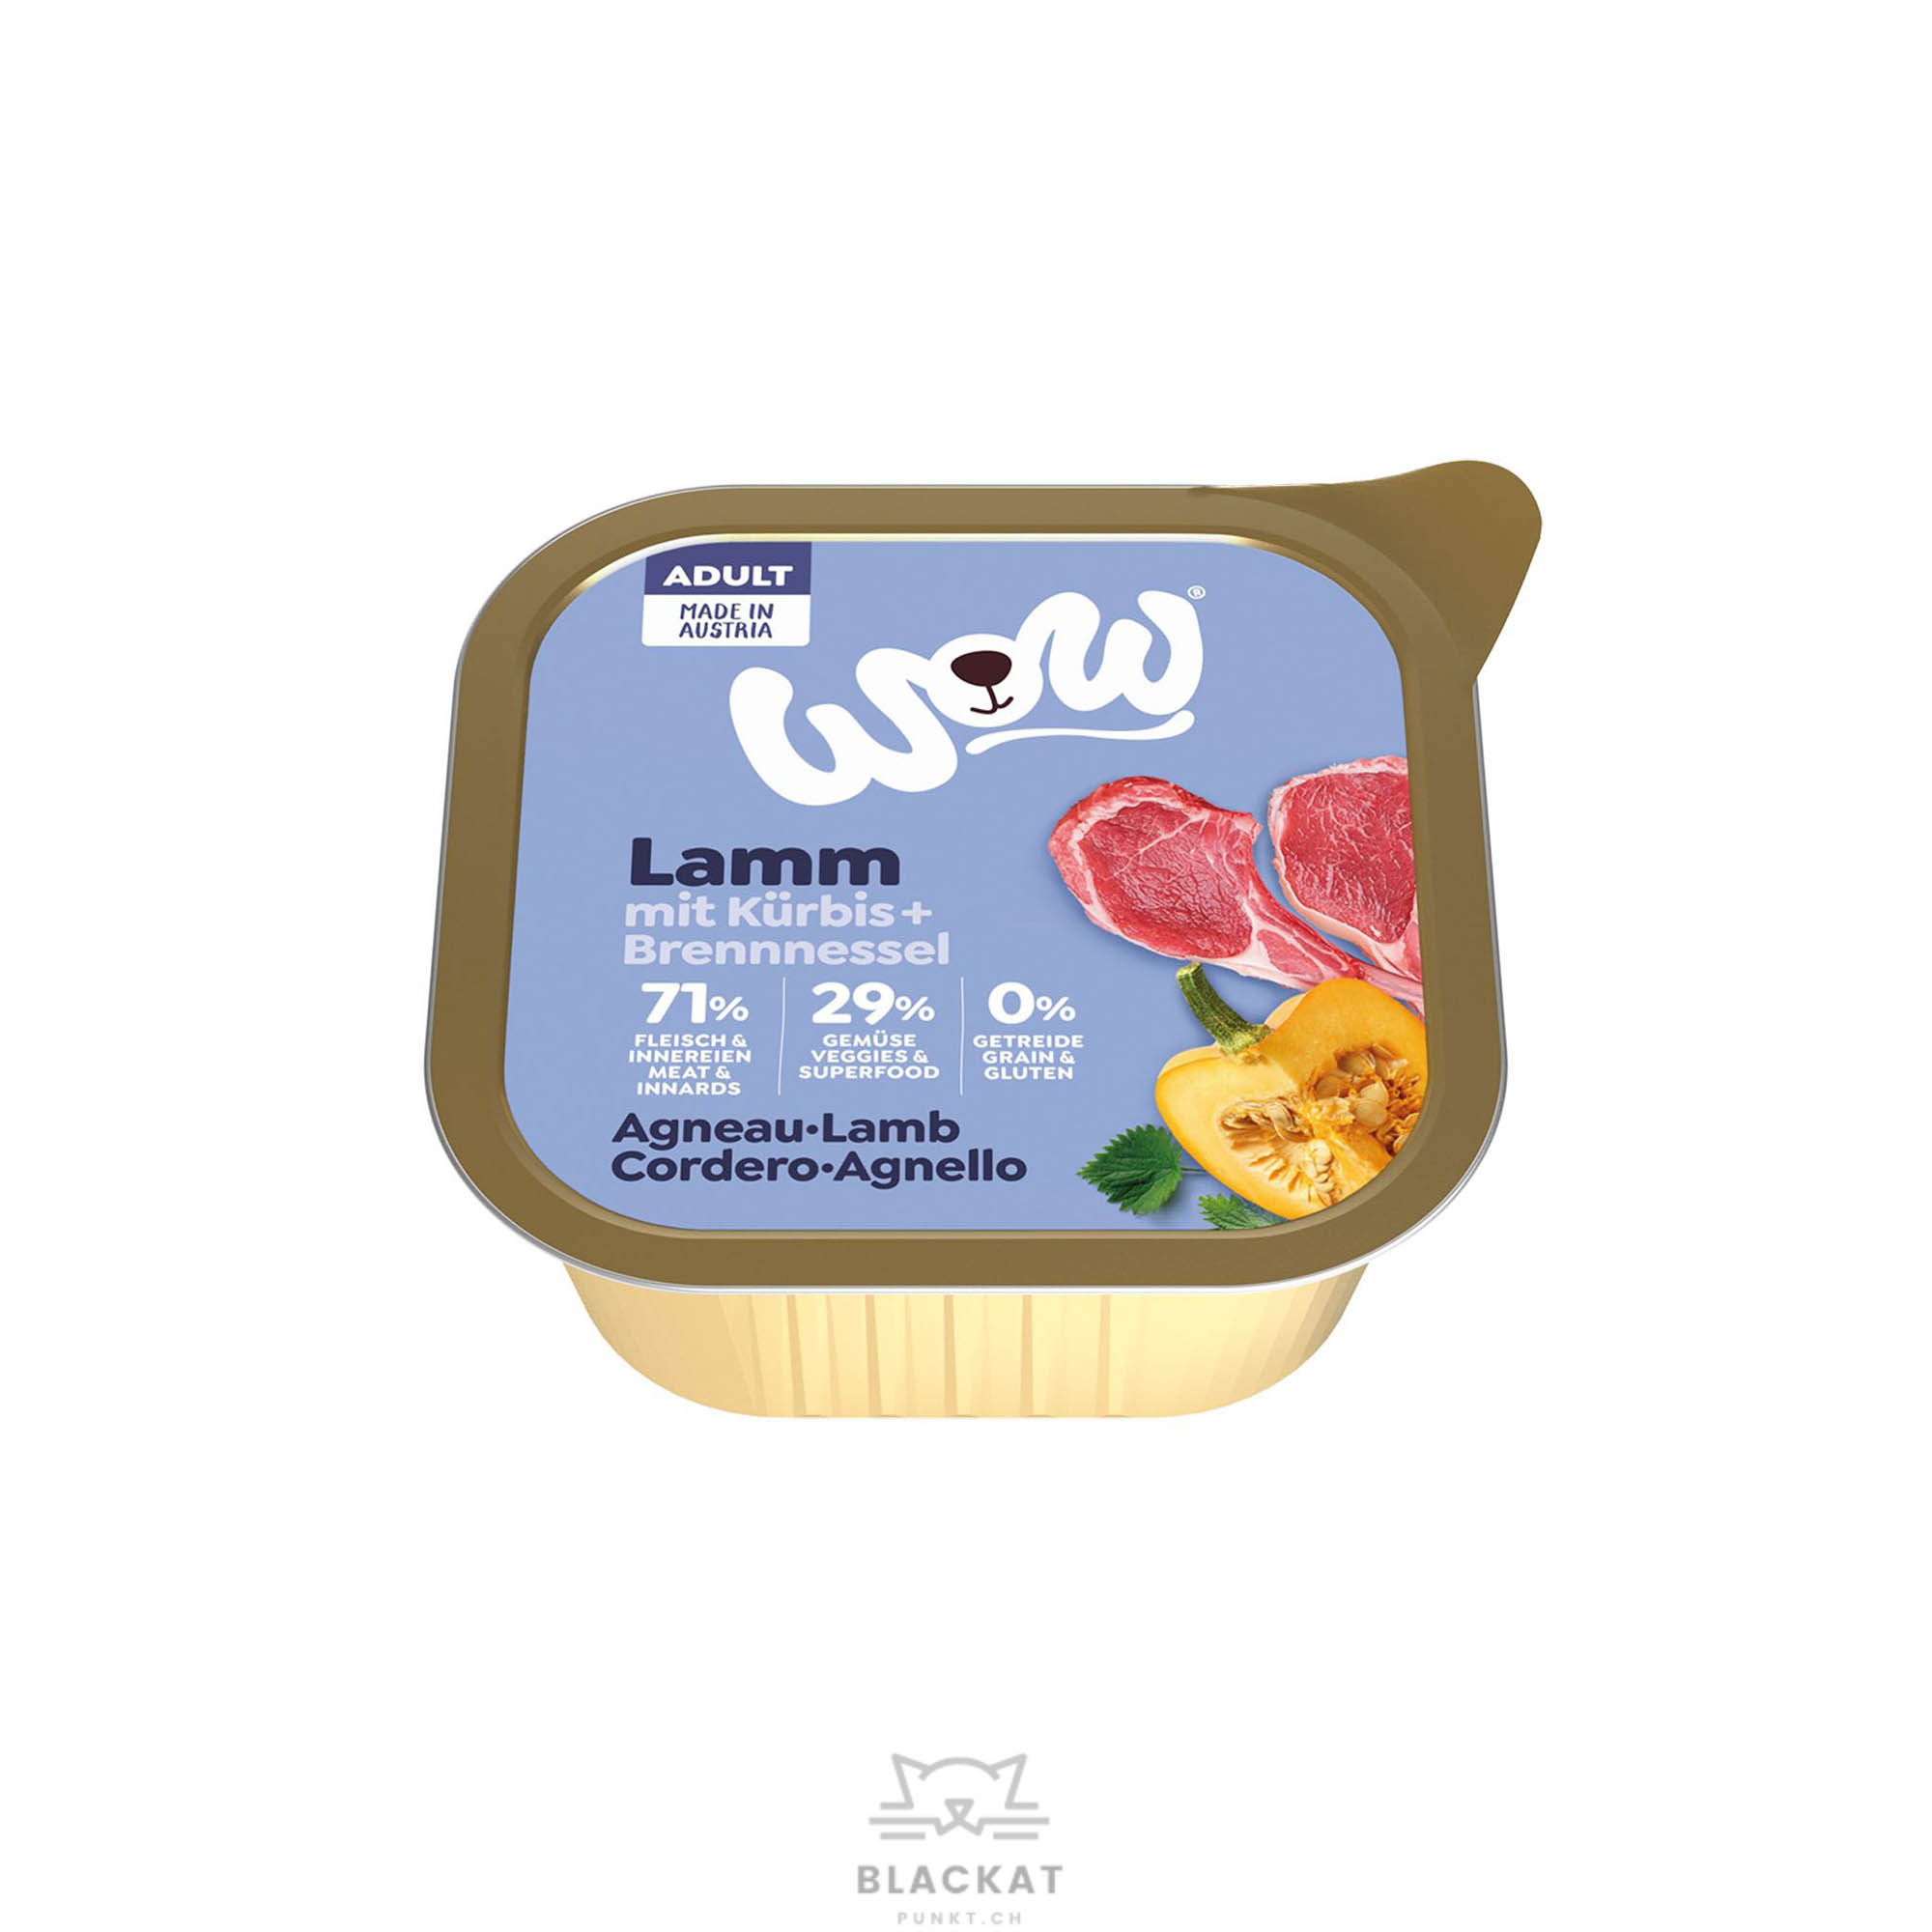 ADULT
MADE IN
AUSTRIA
WOW®
Lamm
mit Kürbis+
Brennnessel
71%
FLEISCH &
INNEREIEN
MEAT &
INNARDS
29%
GEMÜSE
VEGGIES &
SUPERFOOD
0%
GETREIDE
GRAIN &
GLUTEN
Agneau•Lamb
Cordero•Agnello
BLACKAT
PUNKT.CH